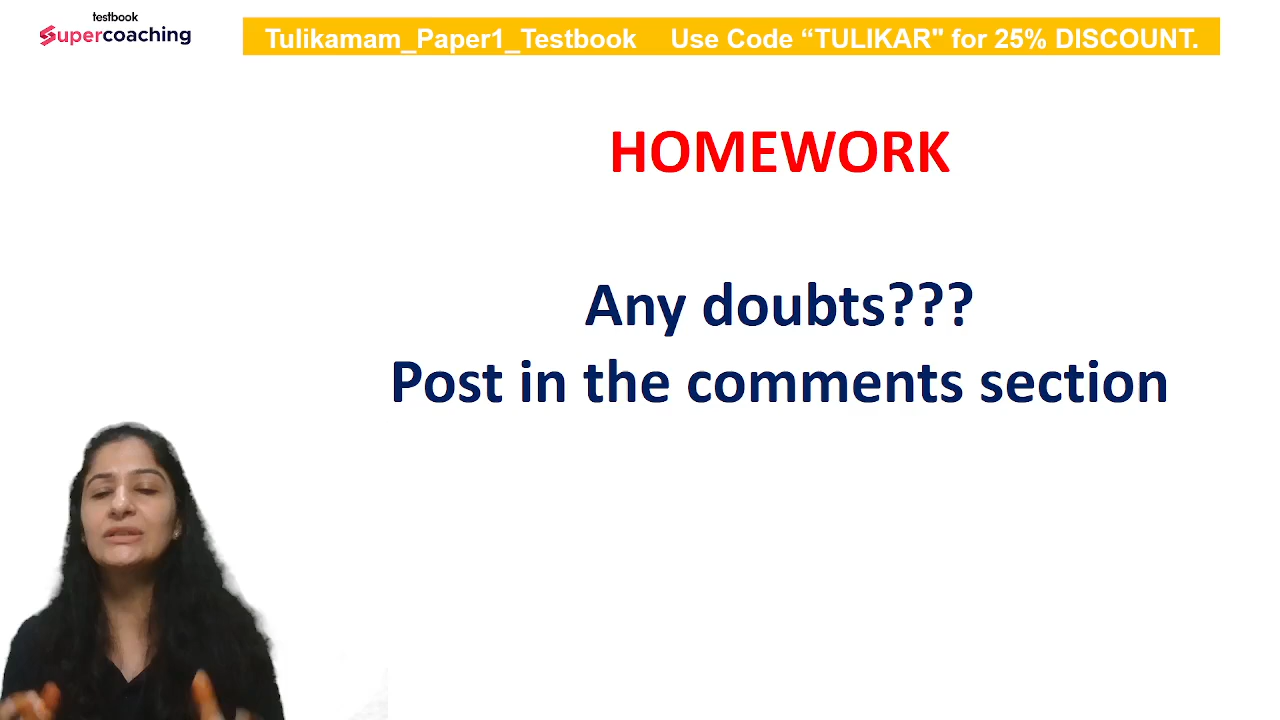 testbook
Supercoaching
Tulikamam_Paper1_Testbook Use Code “TULIKAR" for 25% DISCOUNT.
HOMEWORK
Any doubts???
Post in the comments section